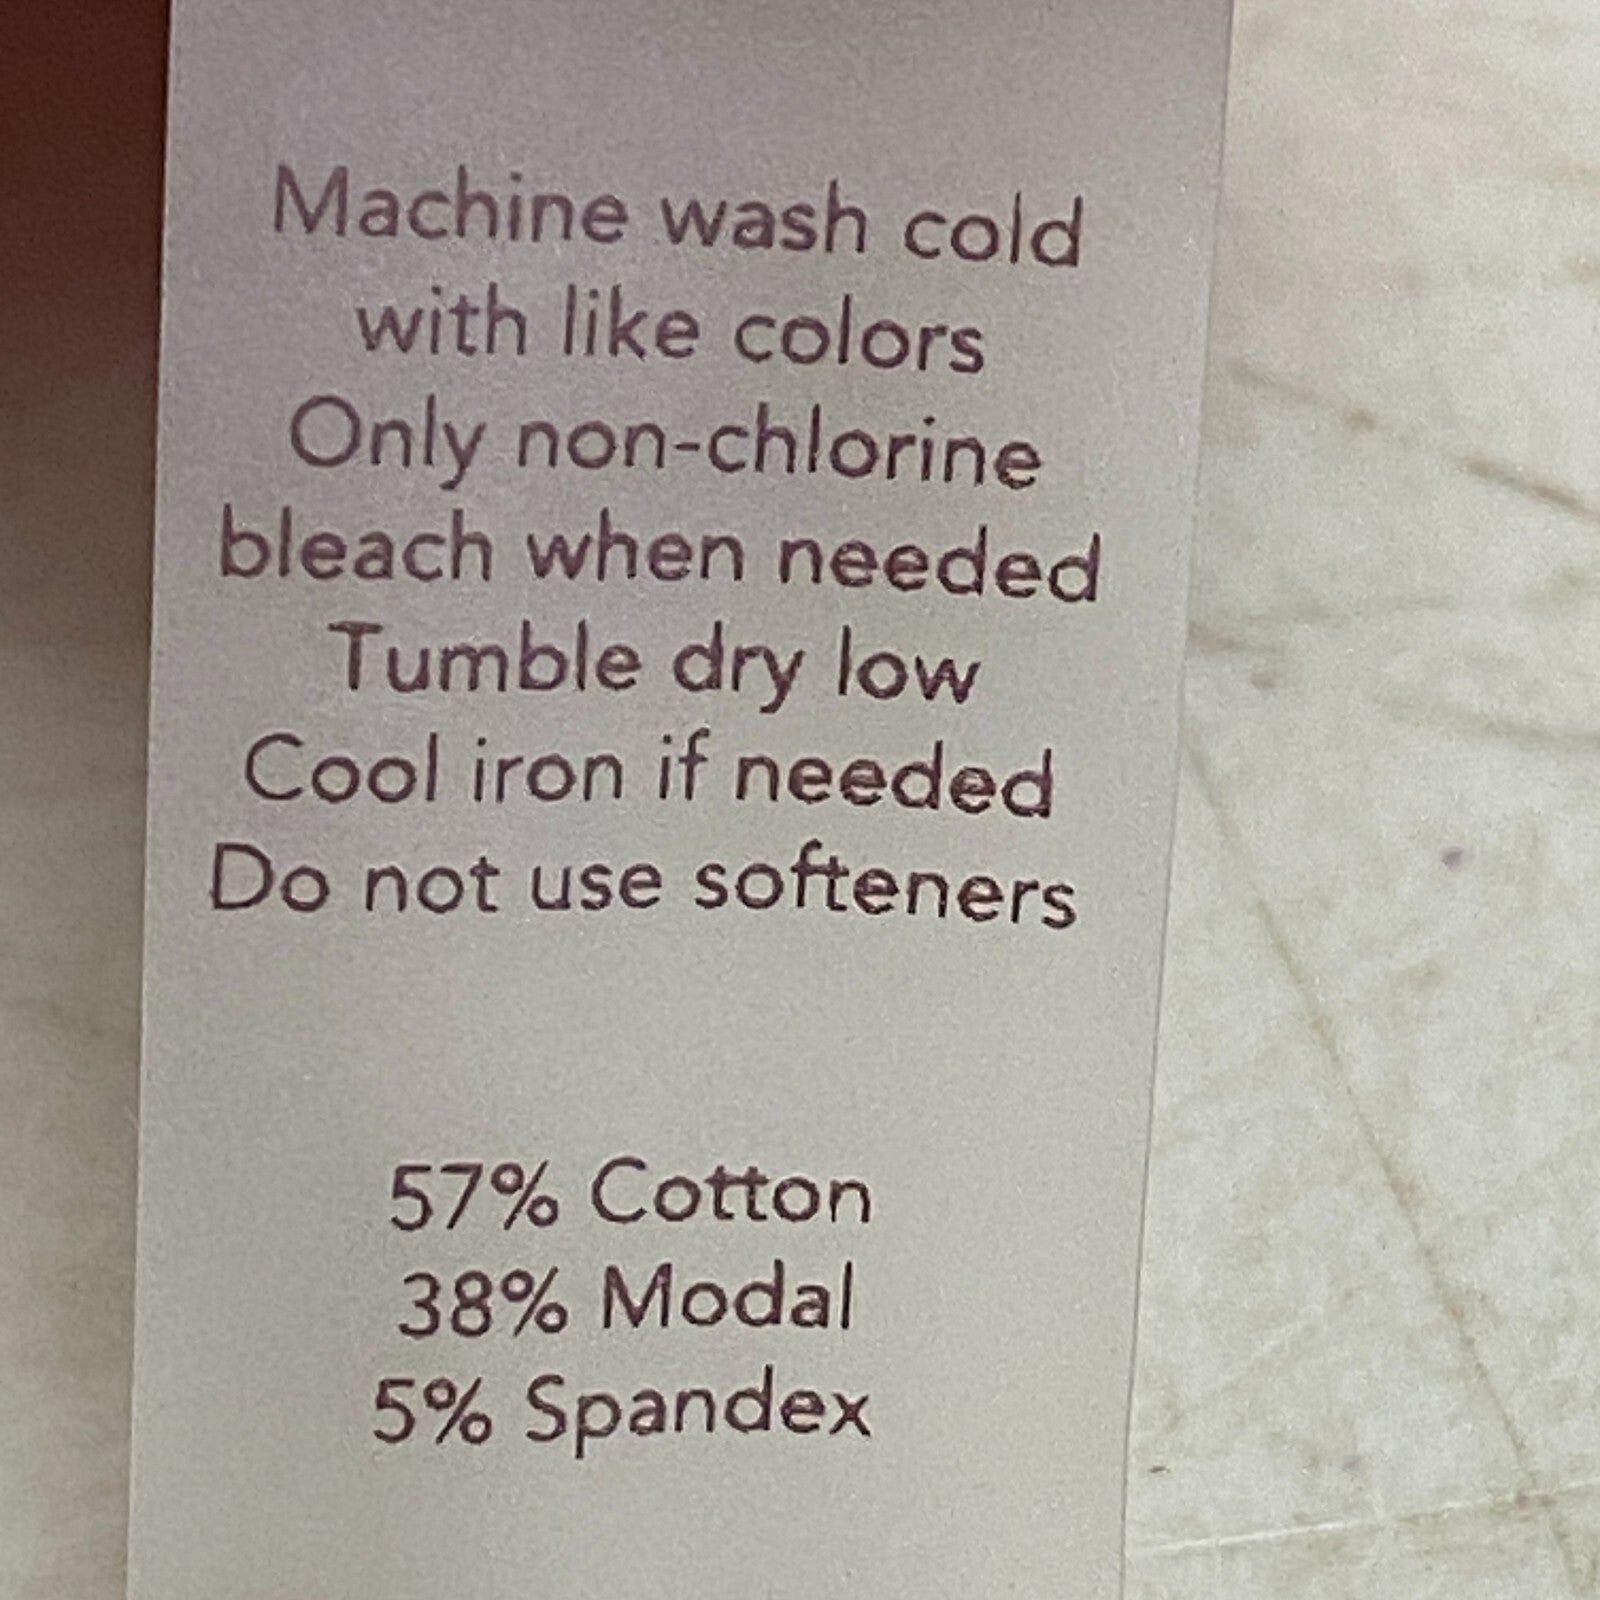 Machine wash cold
with like colors
Only non-chlorine
bleach when needed
Tumble dry low
Cool iron if needed
Do not use softeners
57% Cotton
38% Modal
5% Spandex